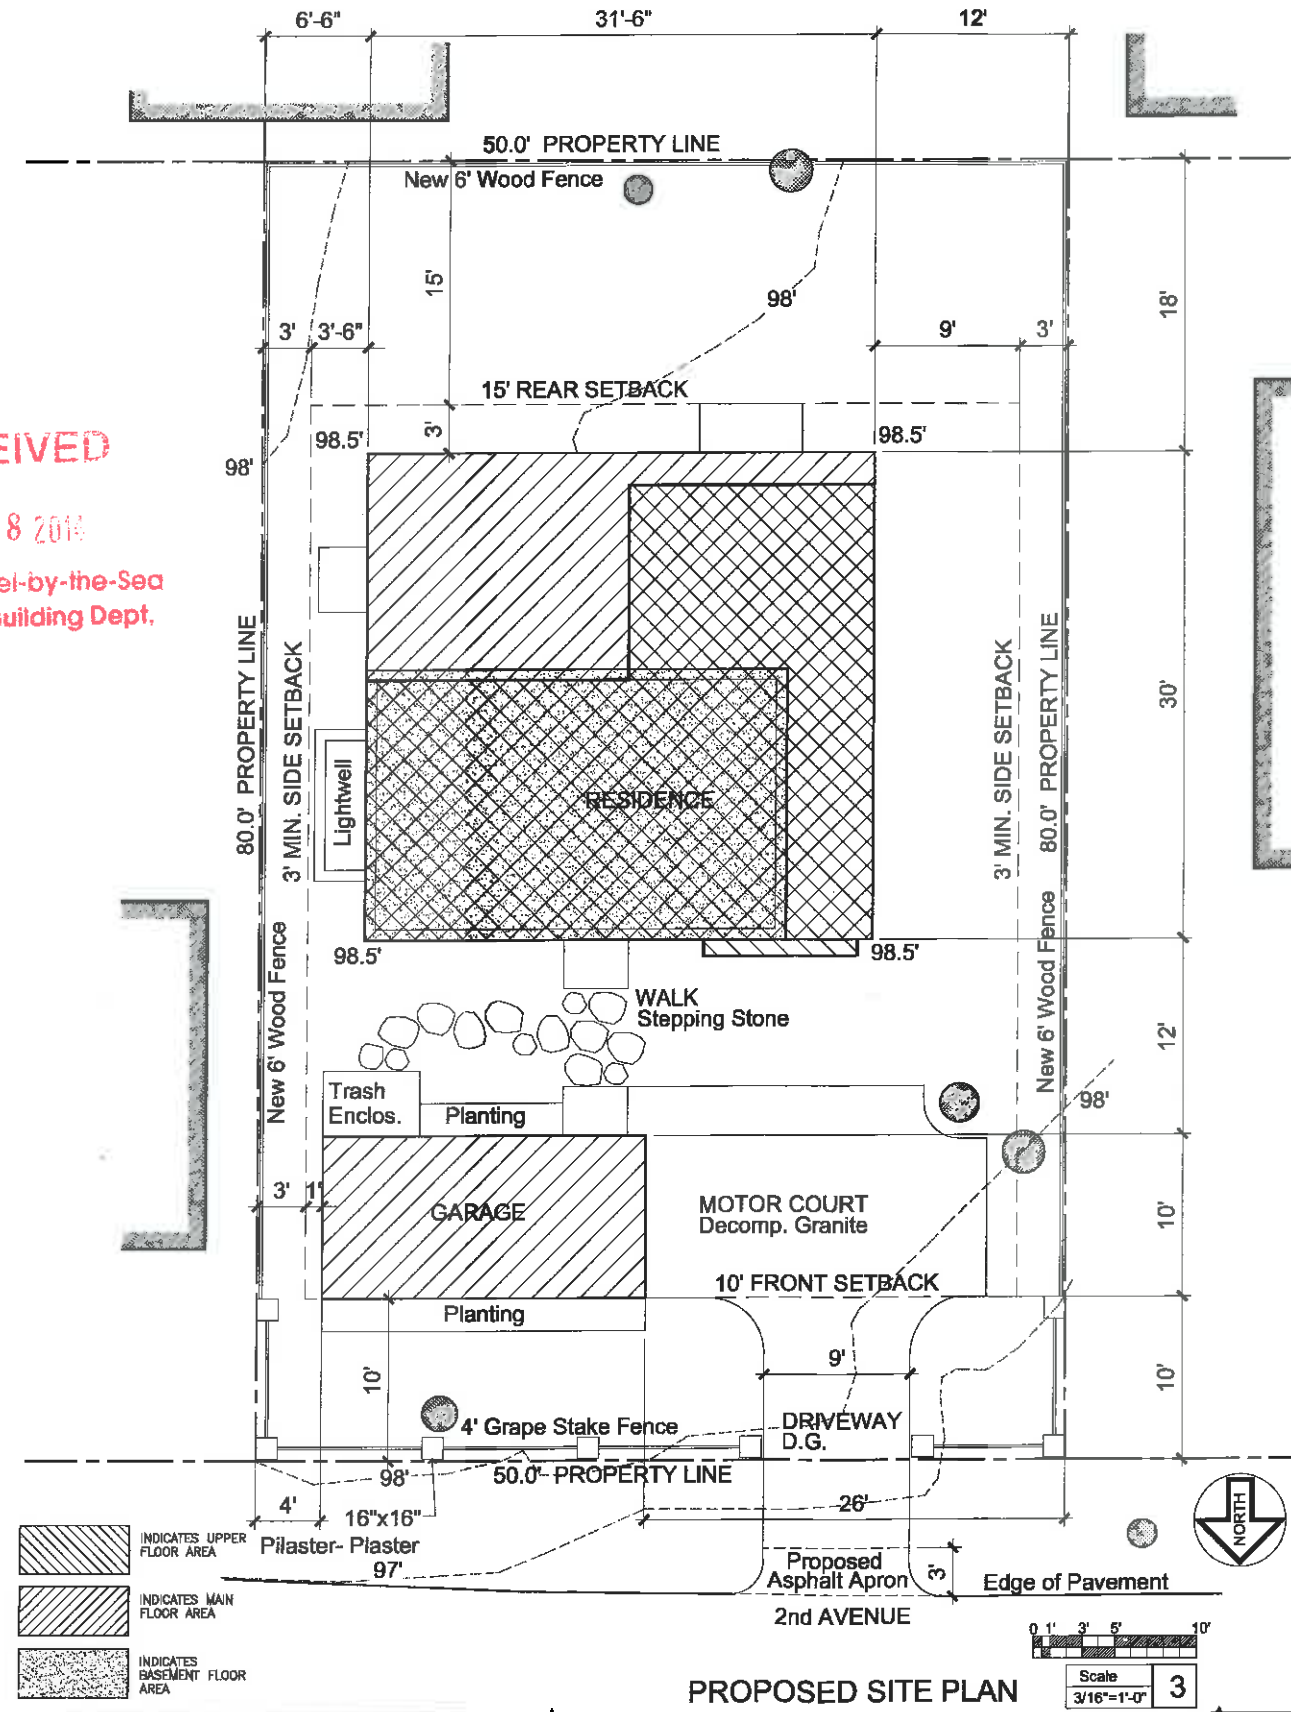 6'-6"
31'-6"
12'
50.0' PROPERTY LINE
New 6' Wood Fence
15'
98'
18'
3'
3'-6"
9'
3'
15' REAR SETBACK
98.5'
3'
98.5'
98'
EIVED
8 201
el-by-the-Sea
uilding Dept.
80.0' PROPERTY LINE
3' MIN. SIDE SETBACK
Lightwell
RESIDENCE
3' MIN. SIDE SETBACK
80.0' PROPERTY LINE
30'
98.5'
98.5'
New 6' Wood Fence
WALK
Stepping Stone
New 6' Wood Fence
12'
Trash
Enclos.
Planting
98'
3'
1'
GARAGE
MOTOR COURT
Decomp. Granite
10'
10' FRONT SETBACK
Planting
10'
9'
10'
4' Grape Stake Fence
DRIVEWAY
D.G.
98'
50.0' PROPERTY LINE
4'
16"x16"
Pilaster- Plaster
26'
NORTH
97'
Proposed
Asphalt Apron
3'
Edge of Pavement
2nd AVENUE
INDICATES UPPER
FLOOR AREA
INDICATES MAIN
FLOOR AREA
INDICATES
BASEMENT FLOOR
AREA
0 1' 3' 5' 10'
PROPOSED SITE PLAN
Scale
3/16"=1'-0"
3